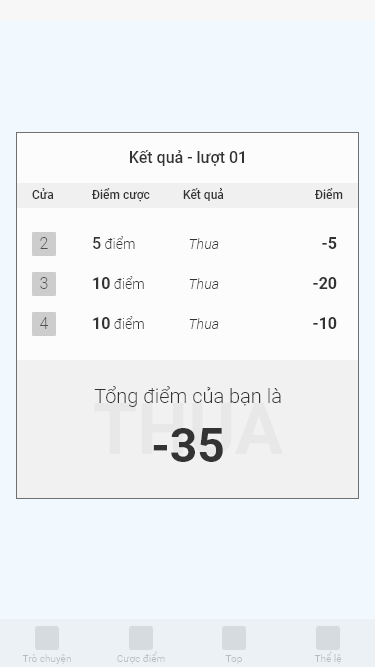 Kết quả - lượt 01
Cửa Điểm cược Kết quả Điểm
2 5 điểm Thua -5
3 10 điểm Thua -20
4 10 điểm Thua -10
Tổng điểm của bạn là
THUA
-35
Trò chuyện Cược điểm Top Thể lệ